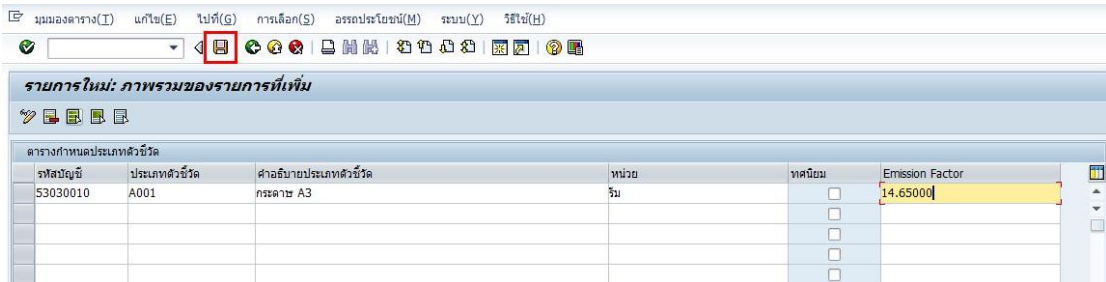 มุมมองตาราง(T) แก้ไข(E) ไปที่(G) การเลือก(S) อรรถประโยชน์(M) ระบบ(Y) วิธีใช้(H)
รายการใหม่: ภาพรวมของรายการที่เพิ่ม
ตารางกำหนดประเภทตัวชี้วัด
รหัสบัญชี ประเภทตัวชี้วัด คำอธิบายประเภทตัวชี้วัด หน่วย ทศนิยม Emission Factor
53030010 A001 กระดาษ A3 รีม 14.65000